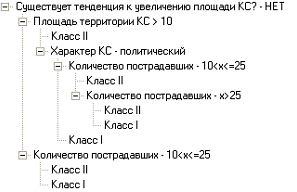 Существует тенденция к увеличению площади КС? - НЕТ
Площадь территории КС > 10
Класс II
Характер КС - политический
Количество пострадавших - 10<x<=25
Класс II
Количество пострадавших - x>25
Класс II
Класс I
Класс I
Количество пострадавших - 10<x<=25
Класс II
Класс I